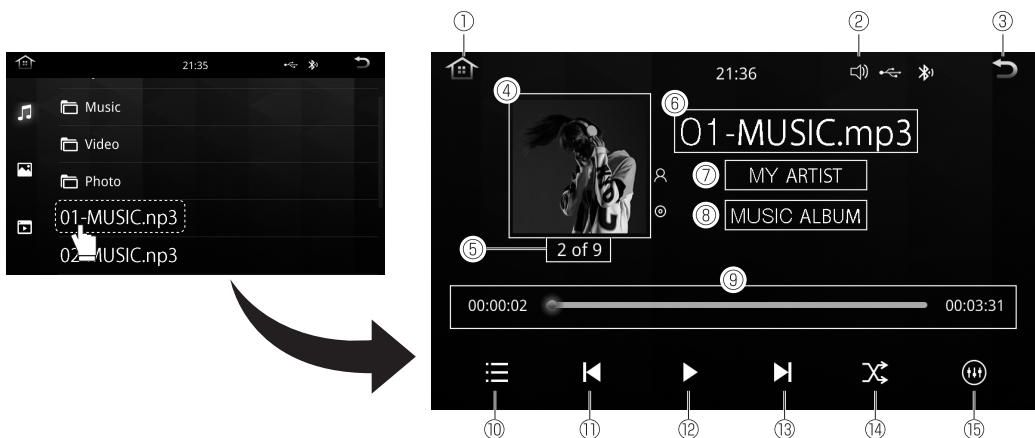 ① ② ③
21:35
Music
Video
Photo
01-MUSIC.np3
02-MUSIC.np3
21:36
④
⑥ 01-MUSIC.mp3
⑦ MY ARTIST
⑧ MUSIC ALBUM
⑤ 2 of 9
⑨
00:00:02 00:03:31
⑩ ⑪ ⑫ ⑬ ⑭ ⑮